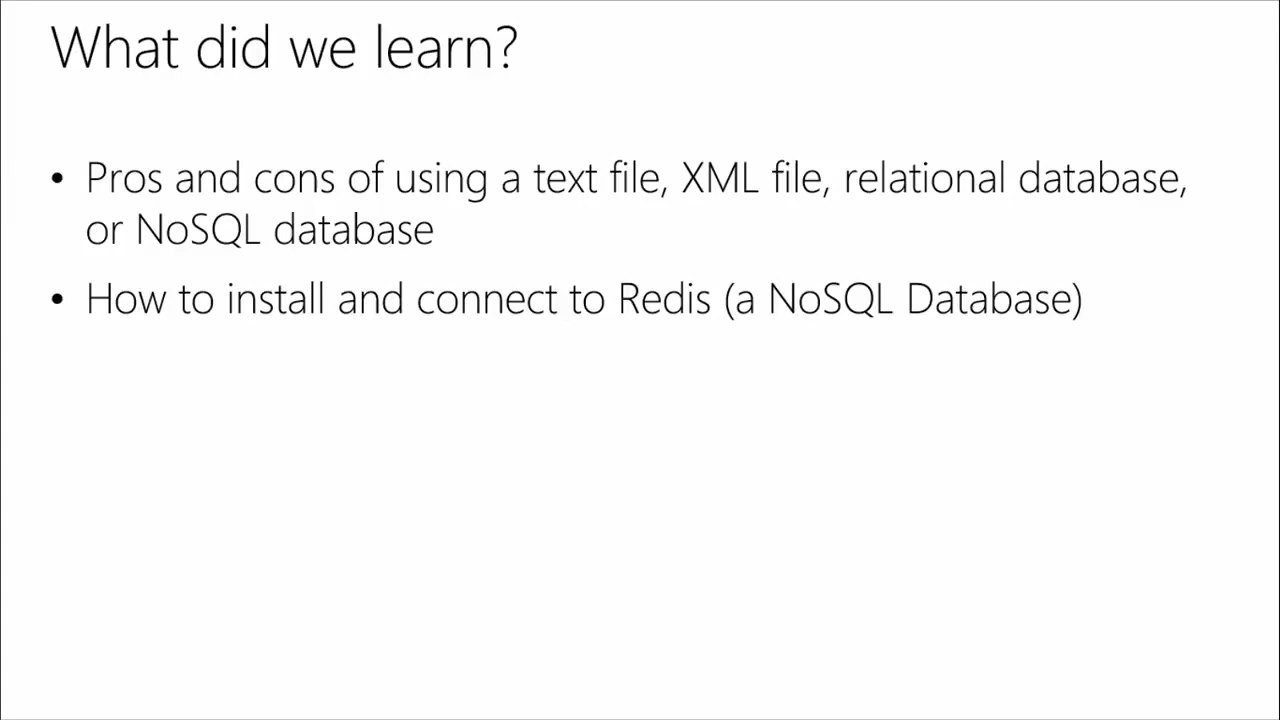 What did we learn?
• Pros and cons of using a text file, XML file, relational database,
or NoSQL database
• How to install and connect to Redis (a NoSQL Database)